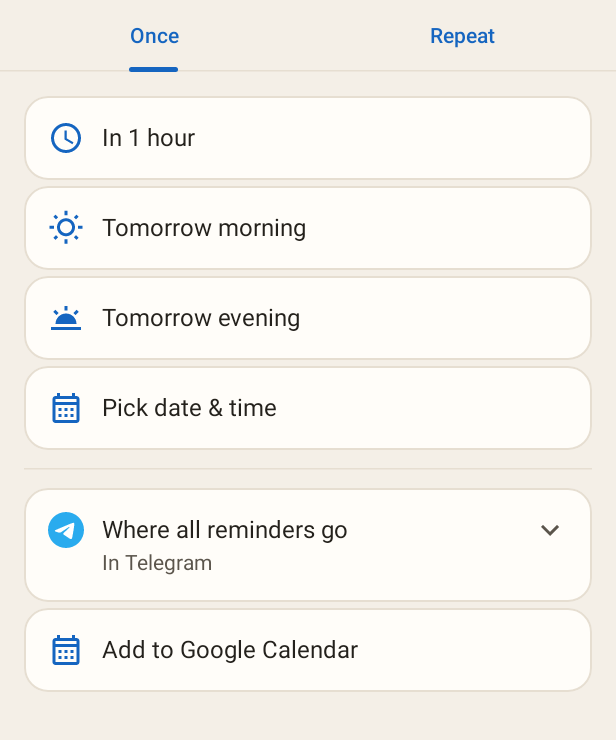 Once
Repeat
In 1 hour
Tomorrow morning
Tomorrow evening
Pick date & time
Where all reminders go
In Telegram
Add to Google Calendar